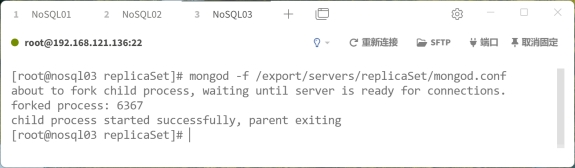 1 NoSQL01 2 NoSQL02 3 NoSQL03
root@192.168.121.136:22 重新连接 SFTP 端口 取消固定
[root@nosql03 replicaSet]# mongod -f /export/servers/replicaSet/mongod.conf
about to fork child process, waiting until server is ready for connections.
forked process: 6367
child process started successfully, parent exiting
[root@nosql03 replicaSet]#